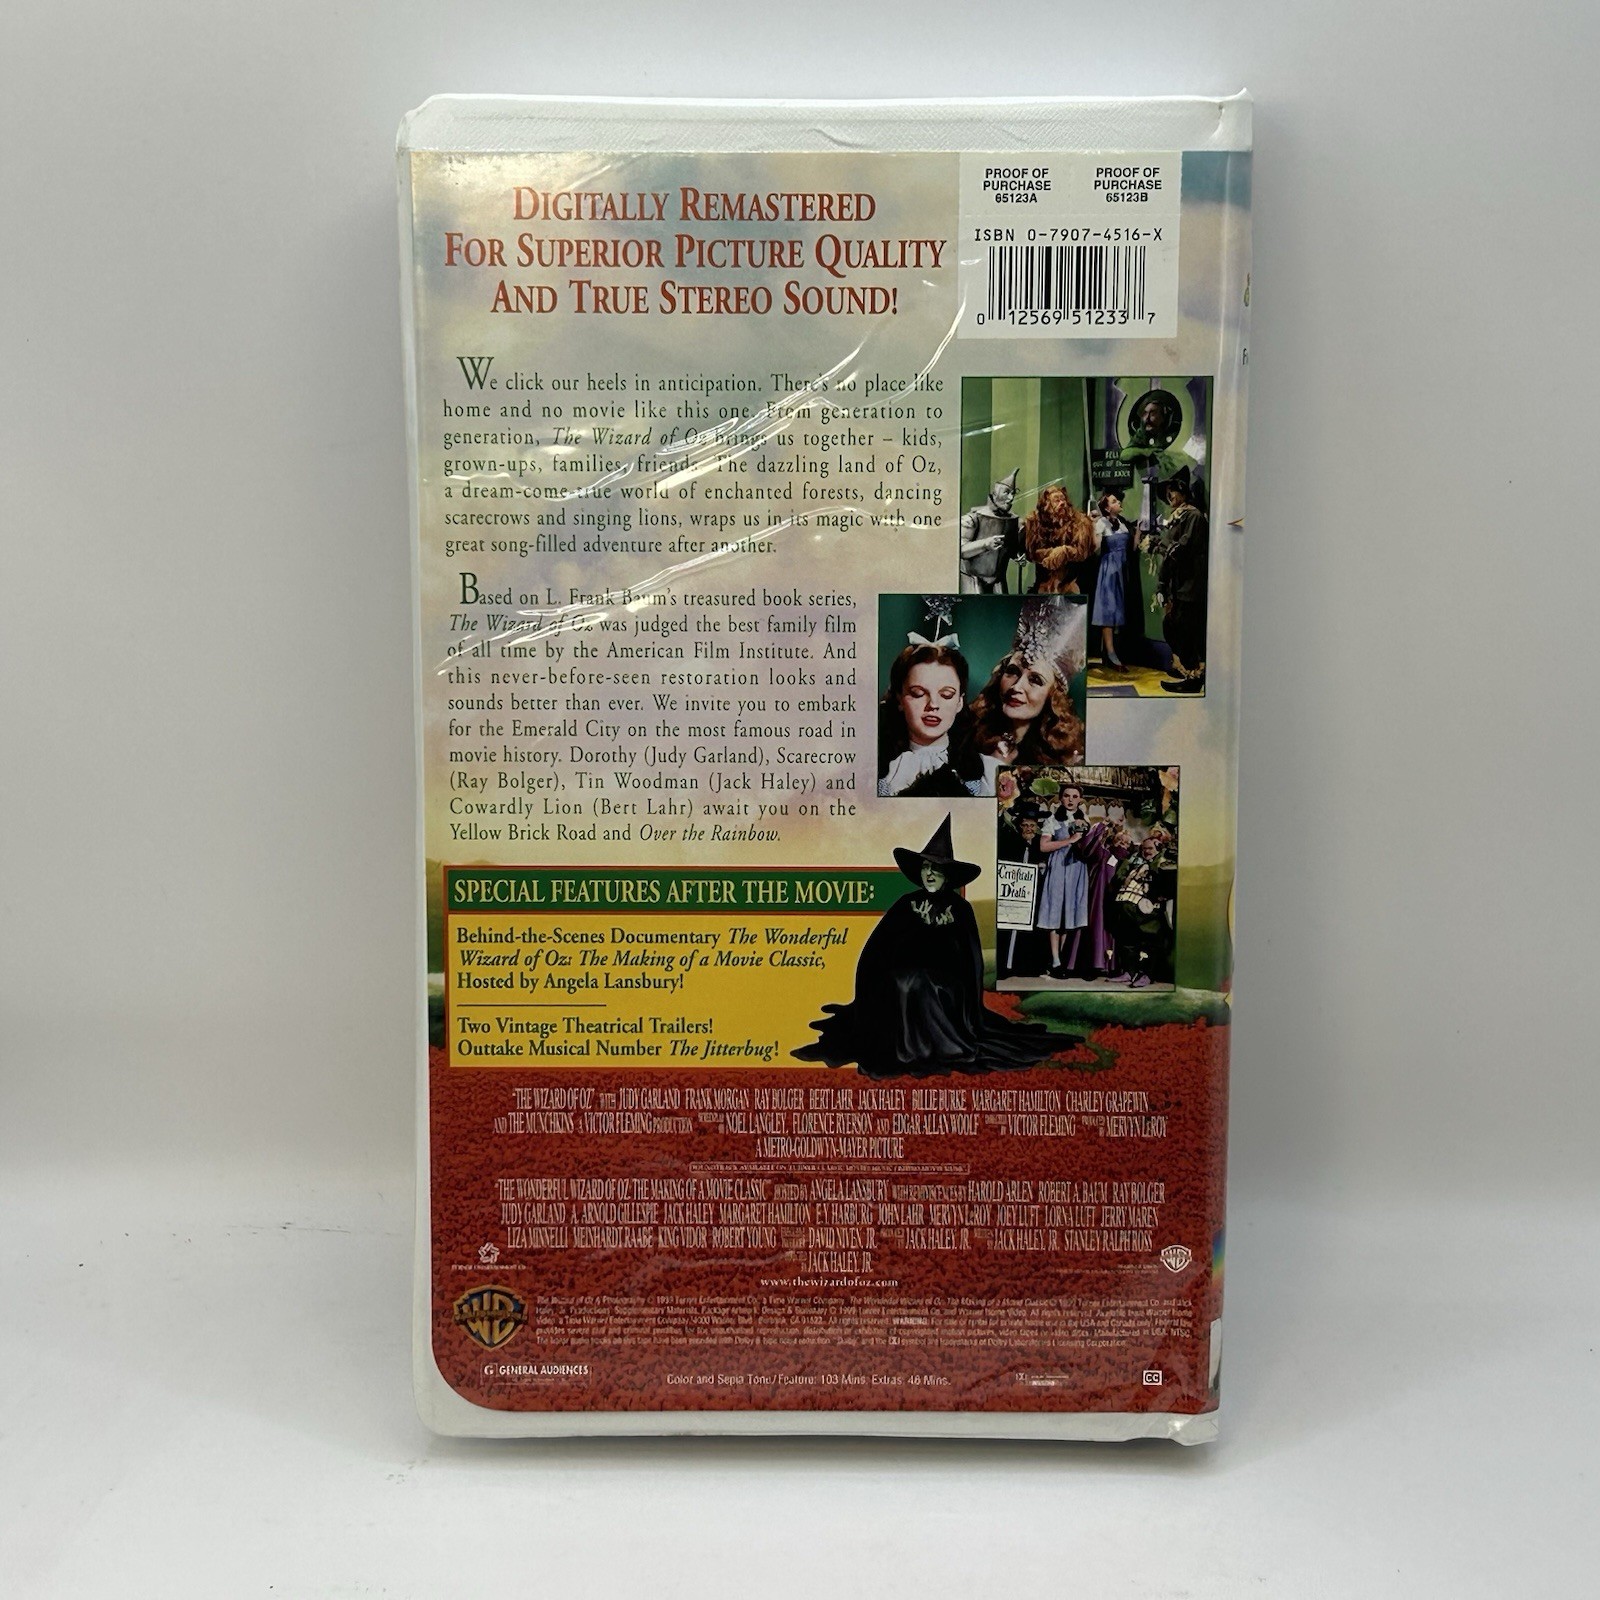 DIGITALLY REMASTERED
FOR SUPERIOR PICTURE QUALITY
AND TRUE STEREO SOUND!
PROOF OF
PURCHASE
65123A
PROOF OF
PURCHASE
65123B
ISBN 0-7907-4516-X
0 12569 51233 7
We click our heels in anticipation. There's no place like
home and no movie like this one. From generation to
generation, The Wizard of Oz brings us together – kids,
grown-ups, families, friends. The dazzling land of Oz,
a dream-come-true world of enchanted forests, dancing
scarecrows and singing lions, wraps us in its magic with one
great song-filled adventure after another.
Based on L. Frank Baum's treasured book series,
The Wizard of Oz was judged the best family film
of all time by the American Film Institute. And
this never-before-seen restoration looks and
sounds better than ever. We invite you to embark
for the Emerald City on the most famous road in
movie history. Dorothy (Judy Garland), Scarecrow
(Ray Bolger), Tin Woodman (Jack Haley) and
Cowardly Lion (Bert Lahr) await you on the
Yellow Brick Road and Over the Rainbow.
Certificate
of
Death
SPECIAL FEATURES AFTER THE MOVIE:
Behind-the-Scenes Documentary The Wonderful
Wizard of Oz: The Making of a Movie Classic,
Hosted by Angela Lansbury!
Two Vintage Theatrical Trailers!
Outtake Musical Number The Jitterbug!
"THE WIZARD OF OZ" WITH JUDY GARLAND FRANK MORGAN RAY BOLGER BERT LAHR JACK HALEY BILLIE BURKE MARGARET HAMILTON CHARLEY GRAPEWIN
AND THE MUNCHKINS A VICTOR FLEMING PRODUCTION NOEL LANGLEY, FLORENCE RYERSON AND EDGAR ALLAN WOOLF VICTOR FLEMING MERVYN LeROY
A METRO-GOLDWYN-MAYER PICTURE
"THE WONDERFUL WIZARD OF OZ: THE MAKING OF A MOVIE CLASSIC" HOSTED BY ANGELA LANSBURY WITH REMINISCENCES BY HAROLD ARLEN ROBERT A. BAUM RAY BOLGER
JUDY GARLAND A. ARNOLD GILLESPIE JACK HALEY MARGARET HAMILTON E.Y. HARBURG JOHN LAHR MERVYN LeROY JOEY LUFT LORNA LUFT JERRY MAREN
LIZA MINNELLI MEINHARDT RAABE KING VIDOR ROBERT YOUNG DAVID NIVEN, JR. JACK HALEY, JR. JACK HALEY, JR. STANLEY RALPH ROSS
JACK HALEY, JR.
www.thewizardofoz.com
G GENERAL AUDIENCES
Color and Sepia Tone/Feature: 103 Mins. Extras: 46 Mins.
CC